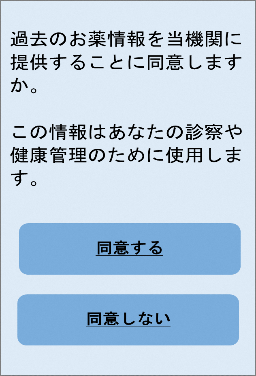 過去のお薬情報を当機関に
提供することに同意します
か。
この情報はあなたの診察や
健康管理のために使用しま
す。
同意する
同意しない